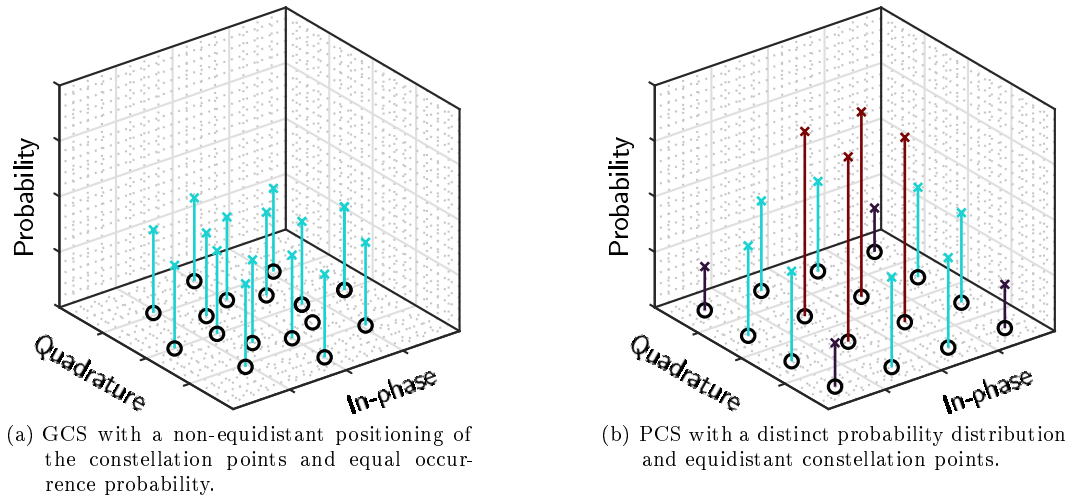 Probability
Quadrature
In-phase
(a) GCS with a non-equidistant positioning of
the constellation points and equal occur-
rence probability.
Probability
Quadrature
In-phase
(b) PCS with a distinct probability distribution
and equidistant constellation points.